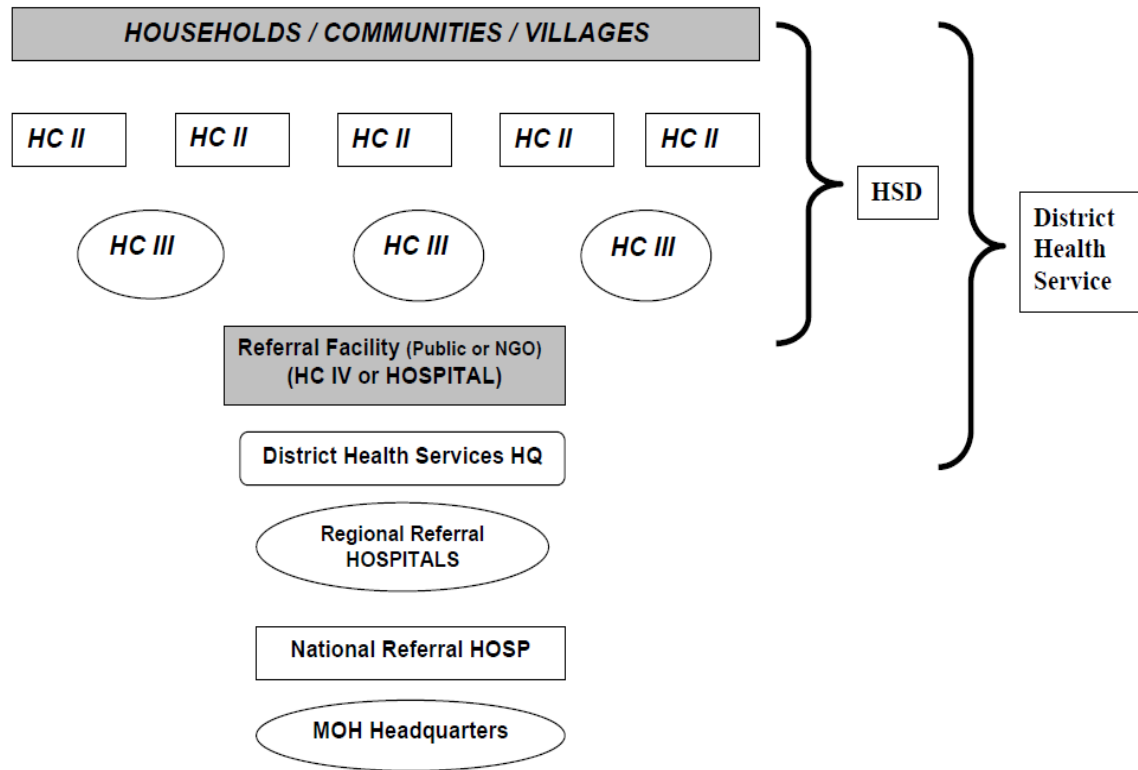 HOUSEHOLDS / COMMUNITIES / VILLAGES
HC II
HC II
HC II
HC II
HC II
HSD
District
Health
Service
HC III
HC III
HC III
Referral Facility (Public or NGO)
(HC IV or HOSPITAL)
District Health Services HQ
Regional Referral
HOSPITALS
National Referral HOSP
MOH Headquarters